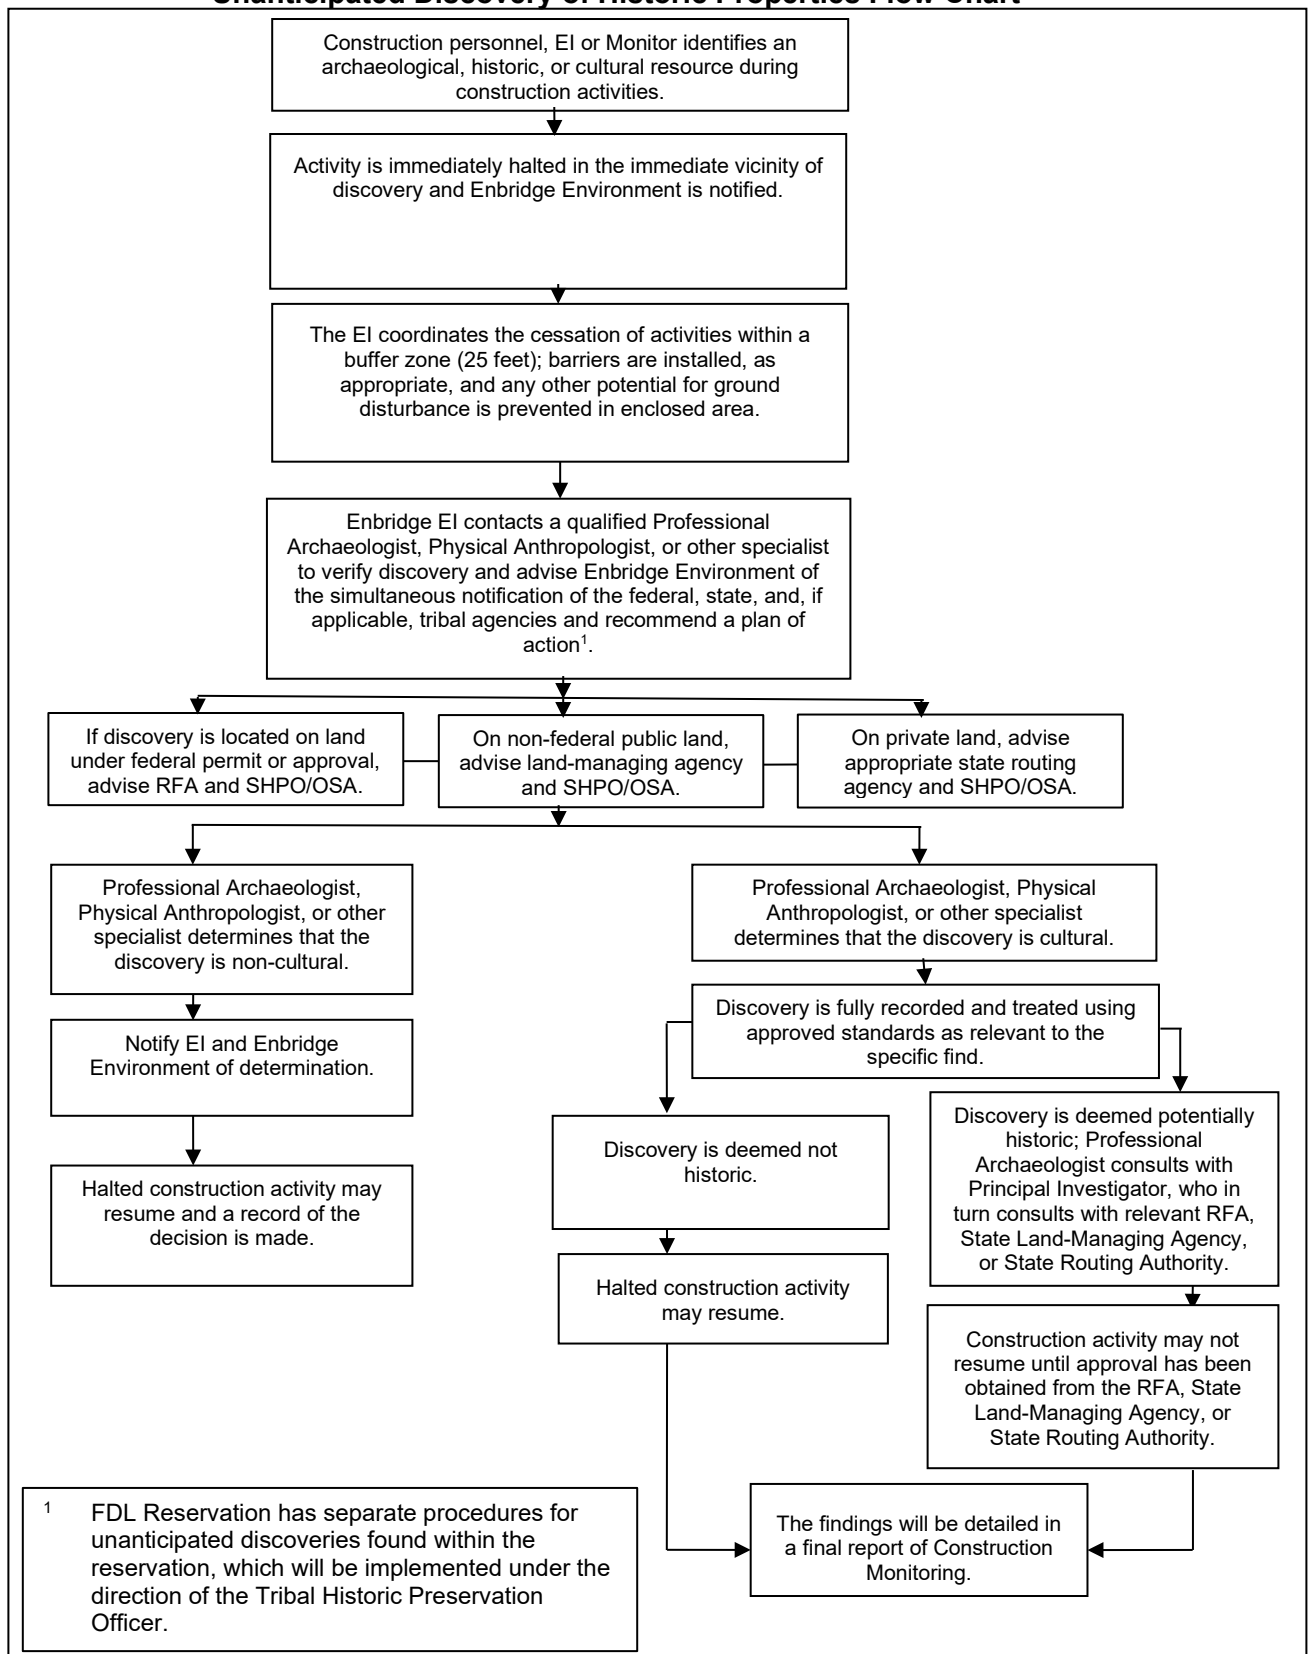 Unanticipated Discovery of Historic Properties Flow Chart
Construction personnel, EI or Monitor identifies an
archaeological, historic, or cultural resource during
construction activities.
Activity is immediately halted in the immediate vicinity of
discovery and Enbridge Environment is notified.
The EI coordinates the cessation of activities within a
buffer zone (25 feet); barriers are installed, as
appropriate, and any other potential for ground
disturbance is prevented in enclosed area.
Enbridge EI contacts a qualified Professional
Archaeologist, Physical Anthropologist, or other specialist
to verify discovery and advise Enbridge Environment of
the simultaneous notification of the federal, state, and, if
applicable, tribal agencies and recommend a plan of
action¹.
If discovery is located on land
under federal permit or approval,
advise RFA and SHPO/OSA.
On non-federal public land,
advise land-managing agency
and SHPO/OSA.
On private land, advise
appropriate state routing
agency and SHPO/OSA.
Professional Archaeologist,
Physical Anthropologist, or other
specialist determines that the
discovery is non-cultural.
Notify EI and Enbridge
Environment of determination.
Halted construction activity may
resume and a record of the
decision is made.
Professional Archaeologist, Physical
Anthropologist, or other specialist
determines that the discovery is cultural.
Discovery is fully recorded and treated using
approved standards as relevant to the
specific find.
Discovery is deemed not
historic.
Halted construction activity
may resume.
Discovery is deemed potentially
historic; Professional
Archaeologist consults with
Principal Investigator, who in
turn consults with relevant RFA,
State Land-Managing Agency,
or State Routing Authority.
Construction activity may not
resume until approval has been
obtained from the RFA, State
Land-Managing Agency, or
State Routing Authority.
The findings will be detailed in
a final report of Construction
Monitoring.
¹ FDL Reservation has separate procedures for
unanticipated discoveries found within the
reservation, which will be implemented under the
direction of the Tribal Historic Preservation
Officer.